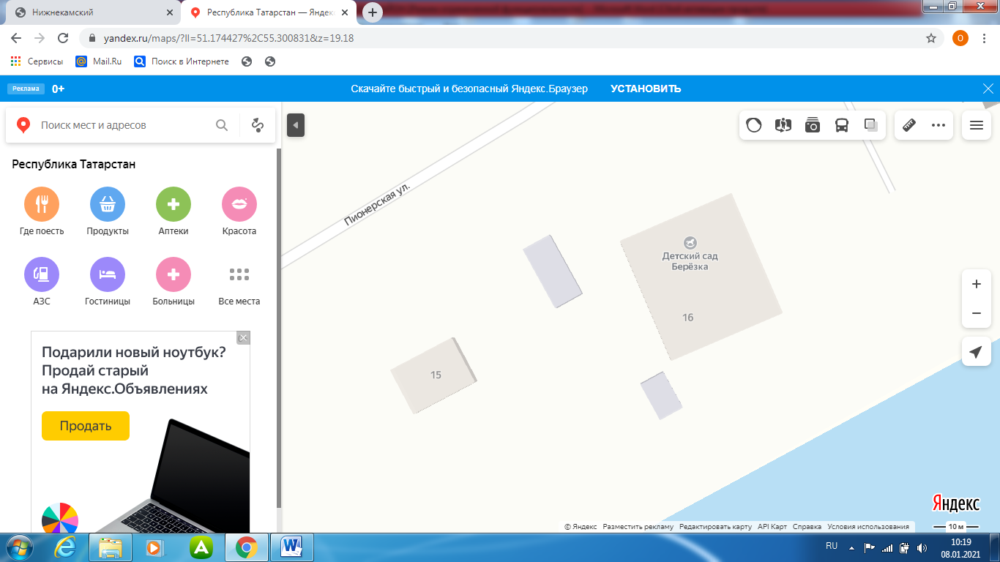 Нижнекамский
Республика Татарстан — Яндекс
yandex.ru/maps/?ll=51.174427%2C55.300831&z=19.18
О
Сервисы
Mail.Ru
Поиск в Интернете
Реклама
0+
Скачайте быстрый и безопасный Яндекс.Браузер
УСТАНОВИТЬ
Поиск мест и адресов
Республика Татарстан
Где поесть
Продукты
Аптеки
Красота
АЗС
Гостиницы
Больницы
Все места
Подарили новый ноутбук?
Продай старый
на Яндекс.Объявлениях
Продать
Пионерская ул.
Детский сад
Берёзка
16
15
Яндекс
© Яндекс Разместить рекламу Редактировать карту API Карт Справка Условия использования
10 м
RU
10:19
08.01.2021